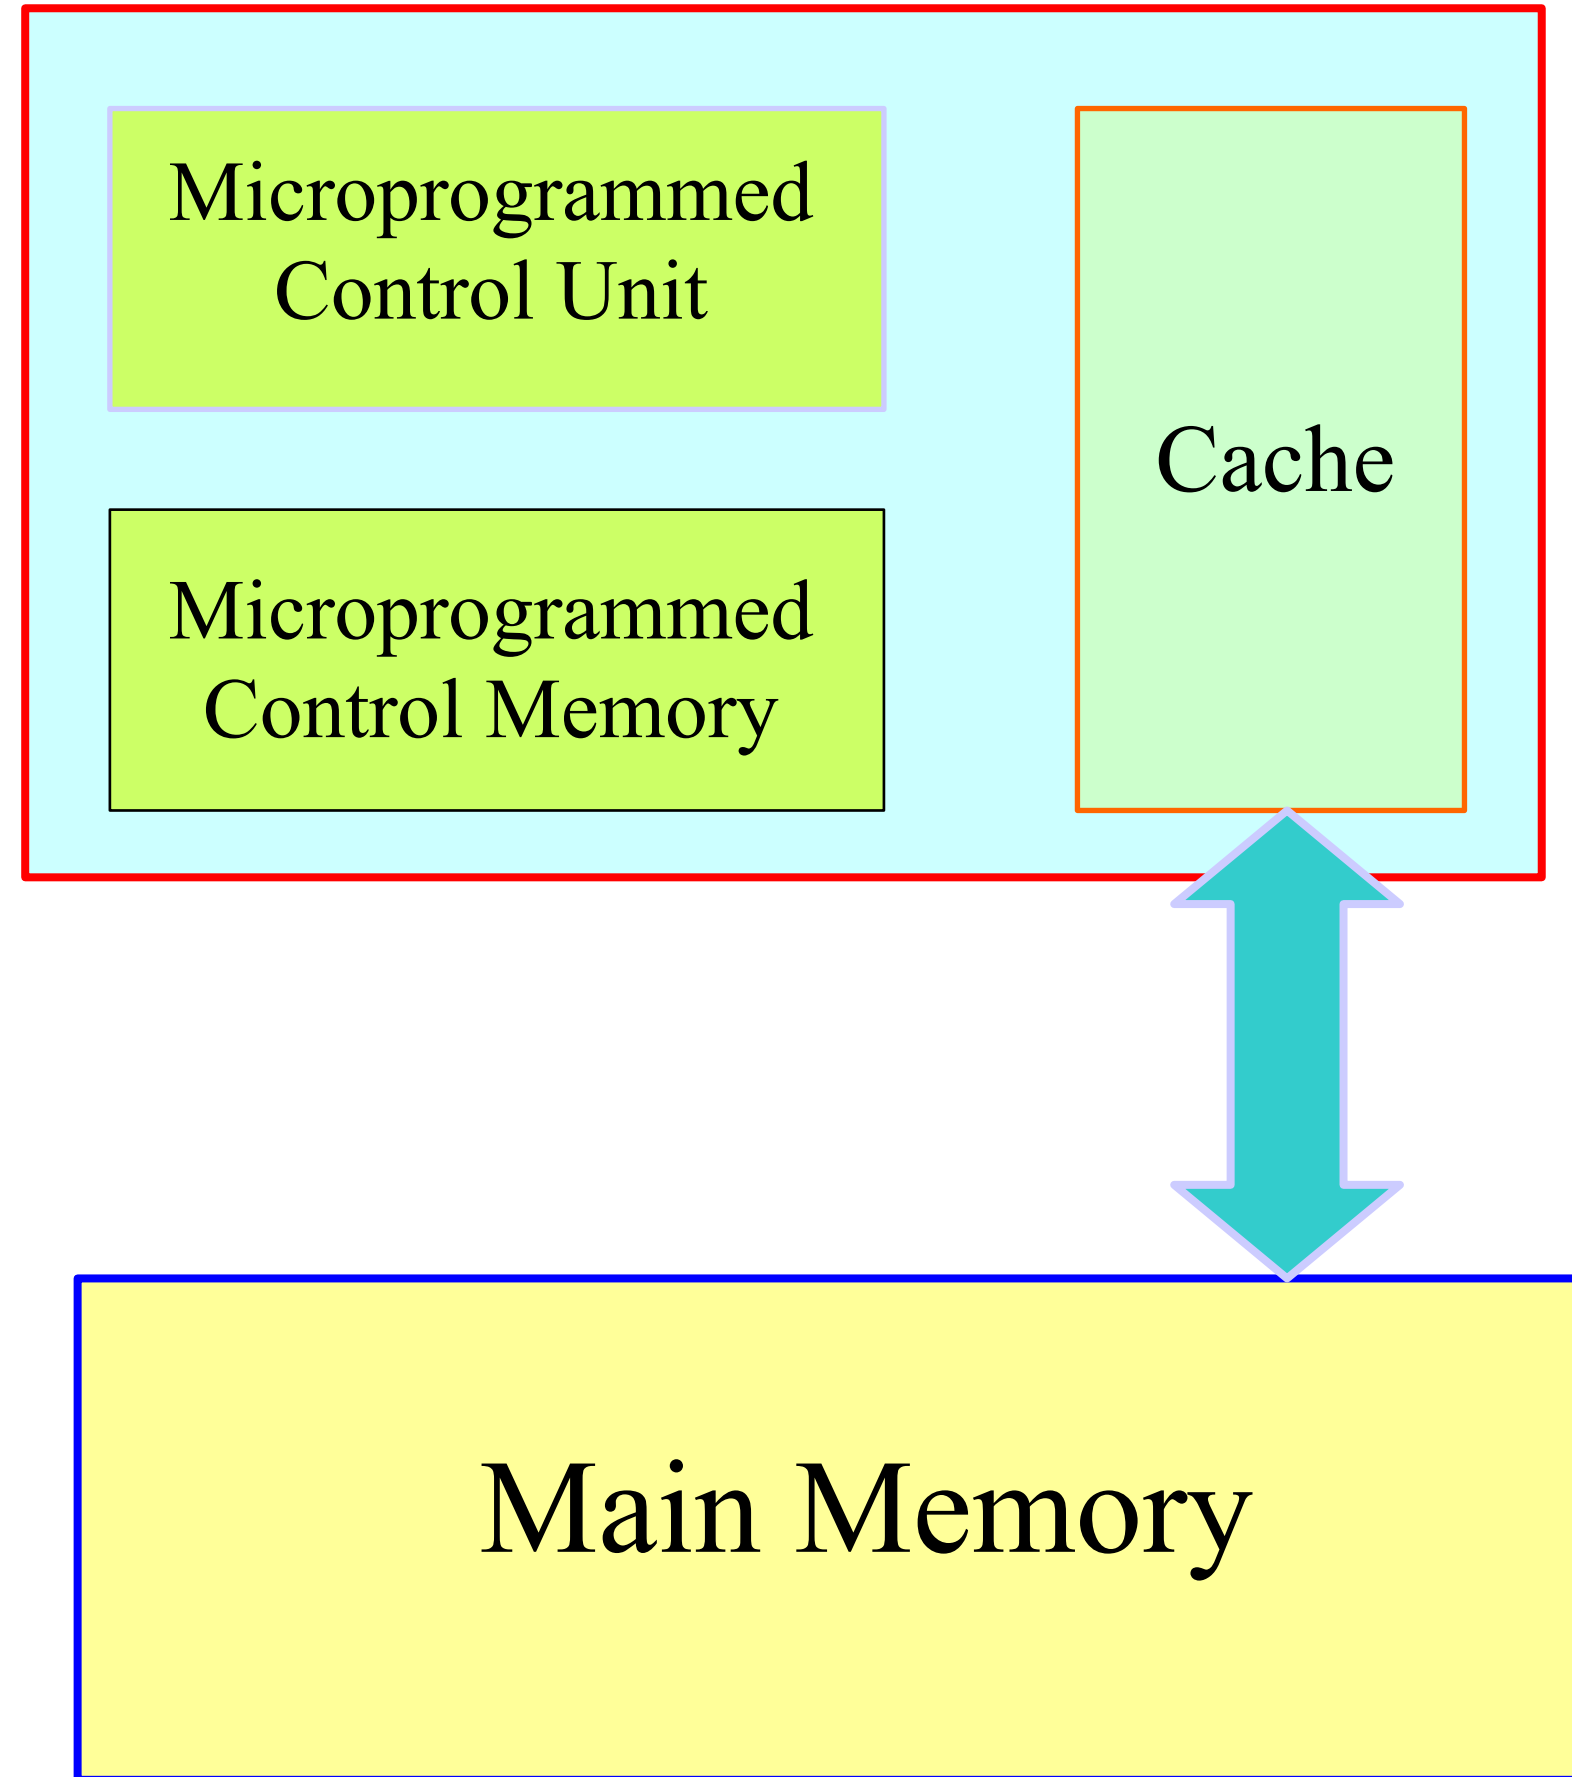 Microprogrammed
Control Unit
Cache
Microprogrammed
Control Memory
Main Memory